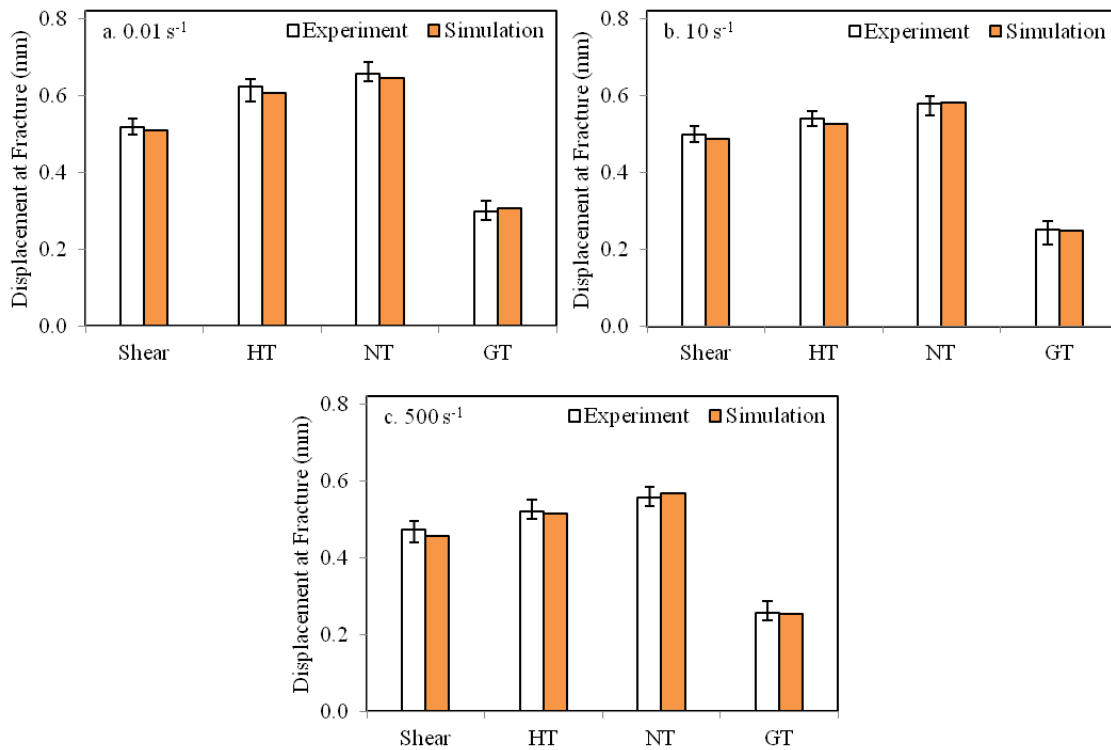 a. 0.01 s⁻¹
Experiment Simulation
Displacement at Fracture (mm)
0.8
0.6
0.4
0.2
0.0
Shear HT NT GT
b. 10 s⁻¹
Experiment Simulation
Displacement at Fracture (mm)
0.8
0.6
0.4
0.2
0.0
Shear HT NT GT
c. 500 s⁻¹
Experiment Simulation
Displacement at Fracture (mm)
0.8
0.6
0.4
0.2
0.0
Shear HT NT GT